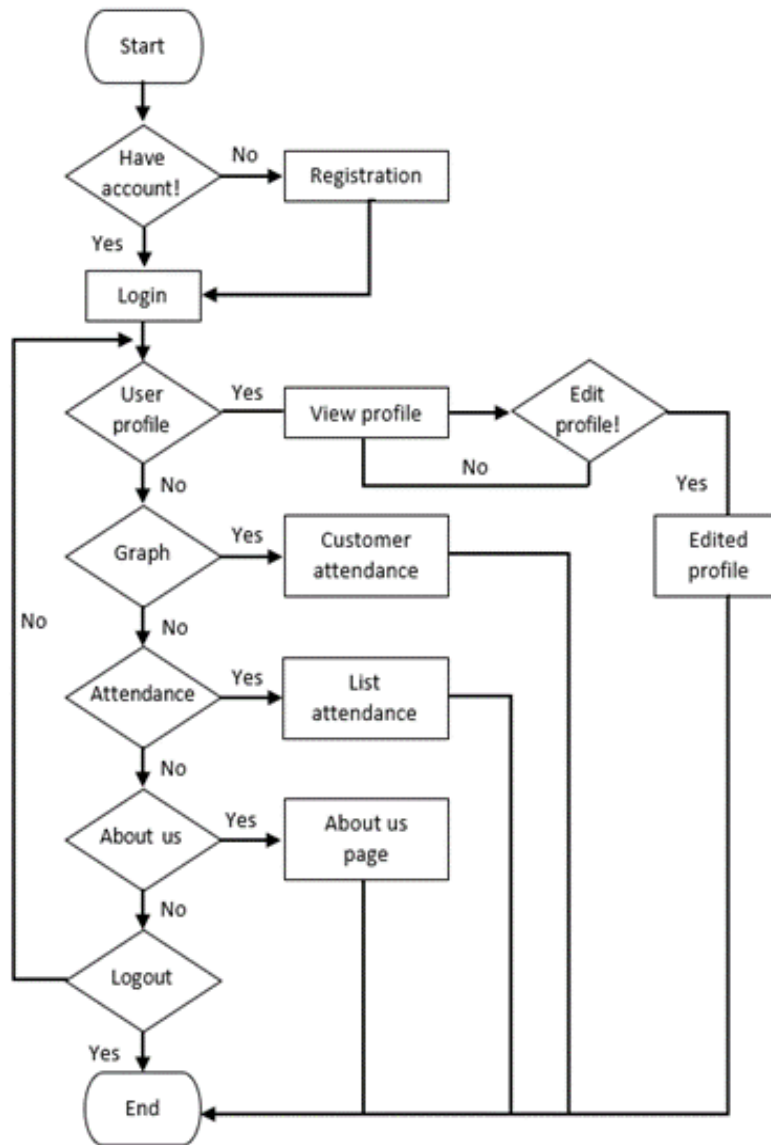 Start
Have
account!
No
Registration
Yes
Login
User
profile
Yes
View profile
Edit
profile!
No
No
Yes
Graph
Yes
Customer
attendance
Edited
profile
No
No
Attendance
Yes
List
attendance
No
About us
Yes
About us
page
No
Logout
Yes
End